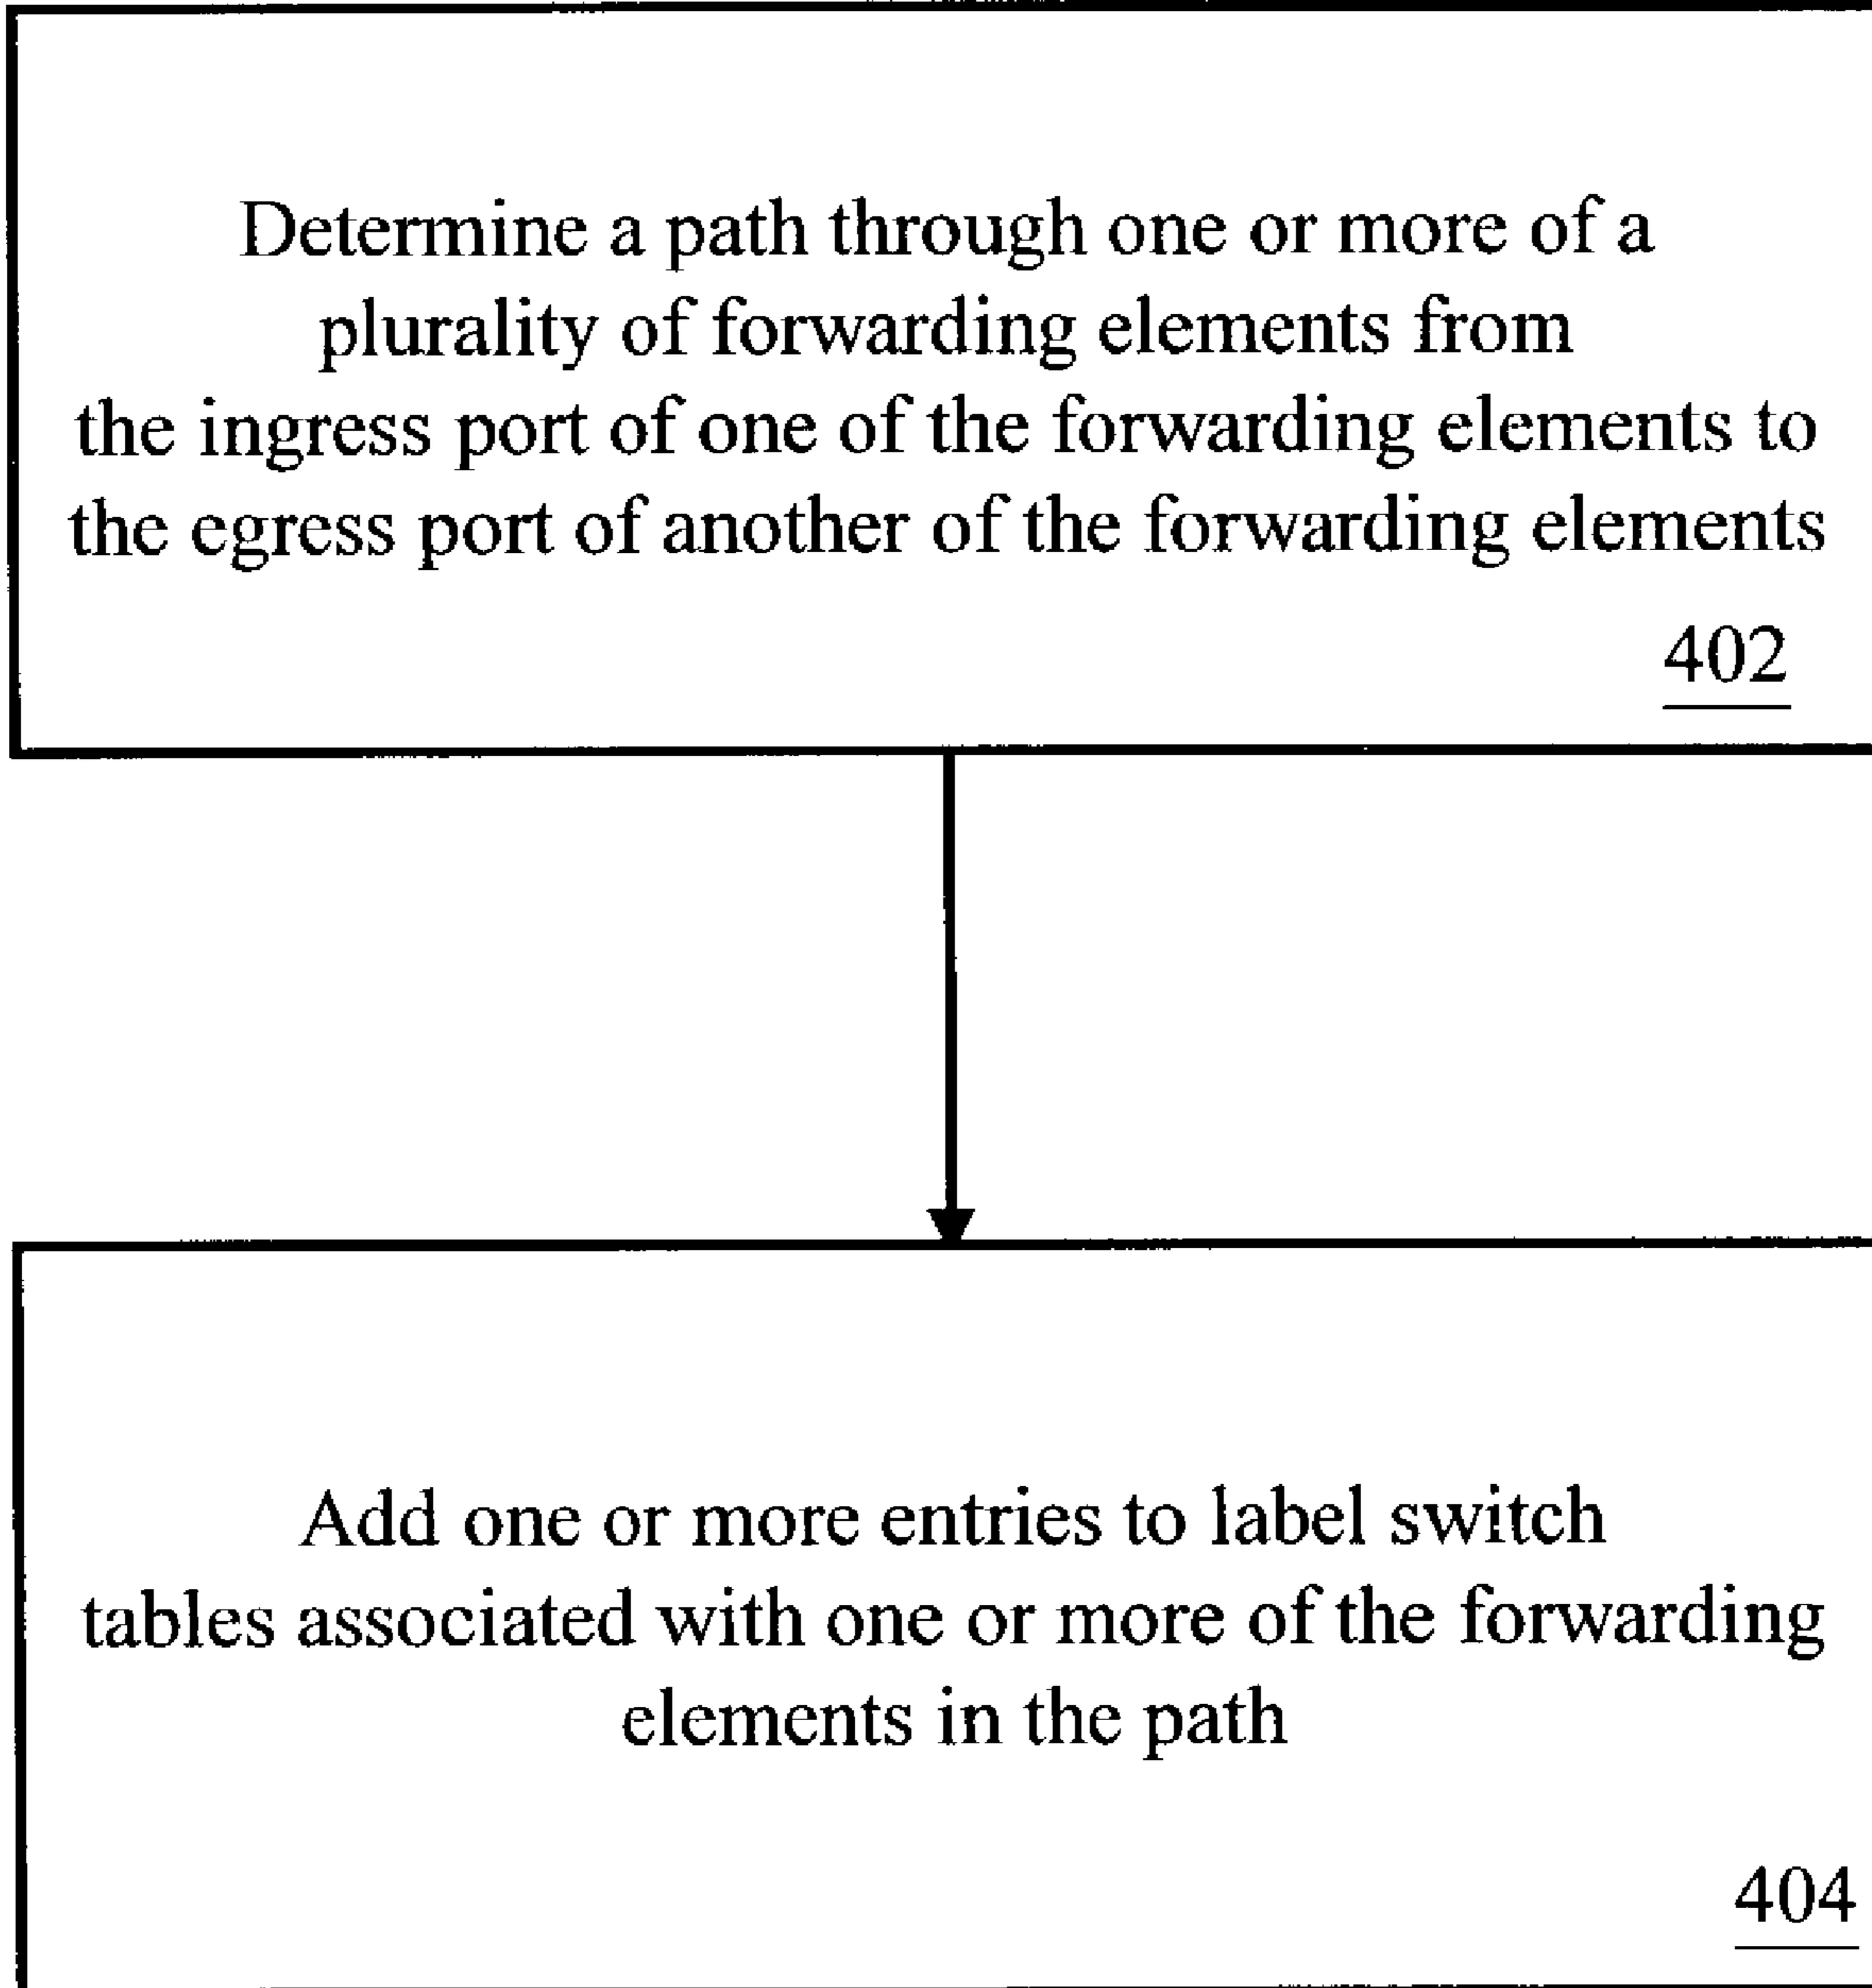 Determine a path through one or more of a
plurality of forwarding elements from
the ingress port of one of the forwarding elements to
the egress port of another of the forwarding elements
402
Add one or more entries to label switch
tables associated with one or more of the forwarding
elements in the path
404